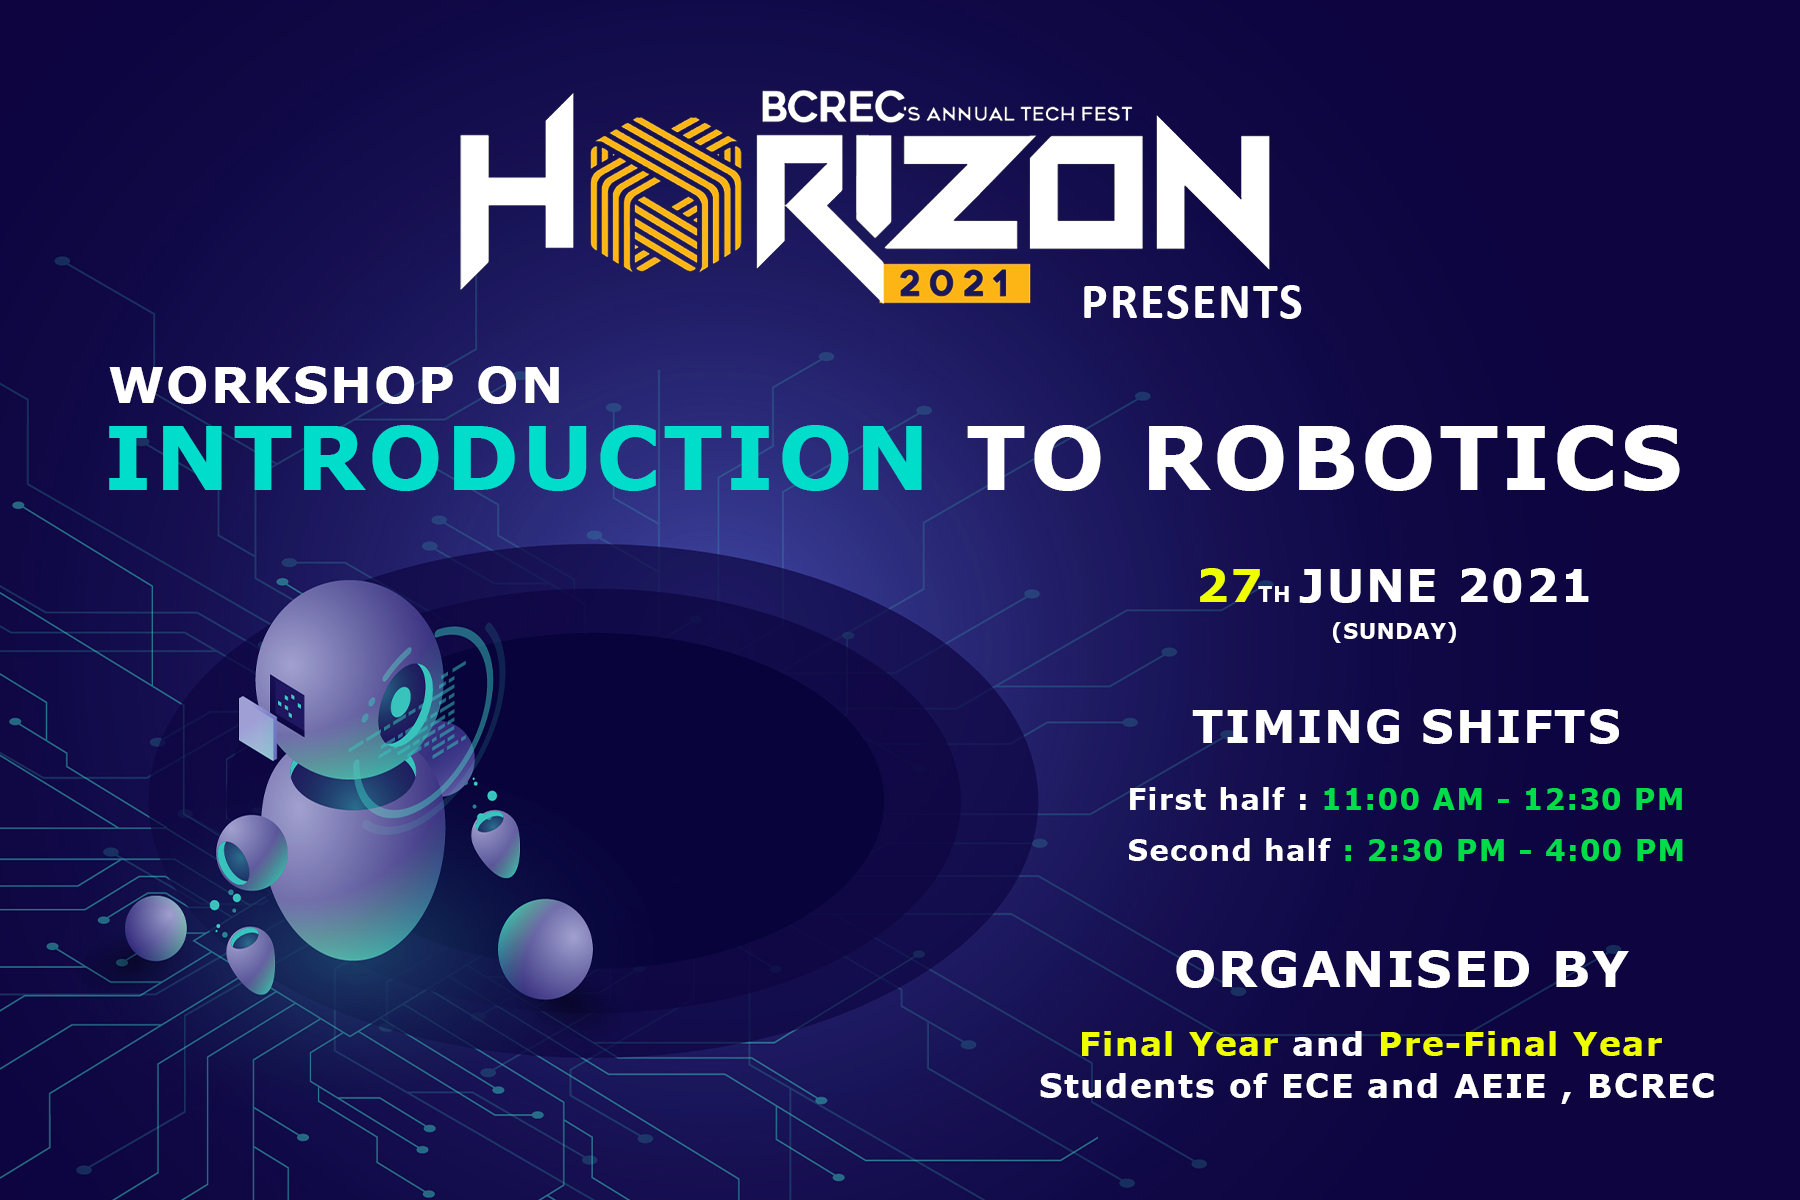 BCREC'S ANNUAL TECH FEST
HORIZON
2021
PRESENTS
WORKSHOP ON
INTRODUCTION TO ROBOTICS
27TH JUNE 2021
(SUNDAY)
TIMING SHIFTS
First half : 11:00 AM - 12:30 PM
Second half : 2:30 PM - 4:00 PM
ORGANISED BY
Final Year and Pre-Final Year
Students of ECE and AEIE , BCREC